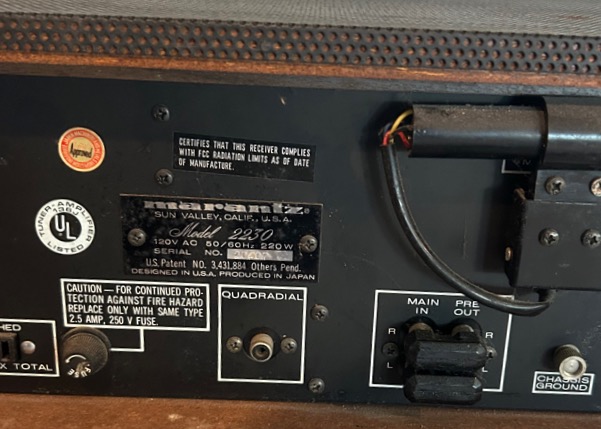 CERTIFIES THAT THIS RECEIVER COMPLIES
WITH FCC RADIATION LIMITS AS OF DATE
OF MANUFACTURE.
Approved
TUNER-AMPLIFIER
136J
UL
LISTED
marantz®
SUN VALLEY, CALIF., U.S.A.
Model 2230
120V AC 50/60Hz 220W
SERIAL NO.
U.S. Patent NO. 3,431,884 Others Pend.
DESIGNED IN U.S.A. PRODUCED IN JAPAN
CAUTION — FOR CONTINUED PRO-
TECTION AGAINST FIRE HAZARD
REPLACE ONLY WITH SAME TYPE
2.5 AMP, 250 V FUSE.
QUADRADIAL
MAIN PRE
IN OUT
R R
L L
HED
X TOTAL
FUSE
CHASSIS
GROUND